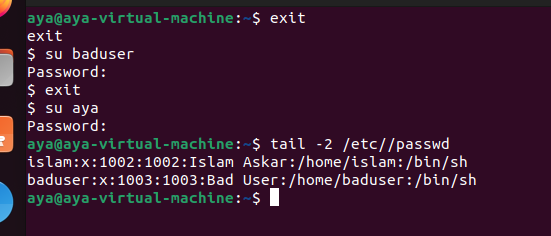 aya@aya-virtual-machine:~$ exit
exit
$ su baduser
Password:
$ exit
$ su aya
Password:
aya@aya-virtual-machine:~$ tail -2 /etc//passwd
islam:x:1002:1002:Islam Askar:/home/islam:/bin/sh
baduser:x:1003:1003:Bad User:/home/baduser:/bin/sh
aya@aya-virtual-machine:~$